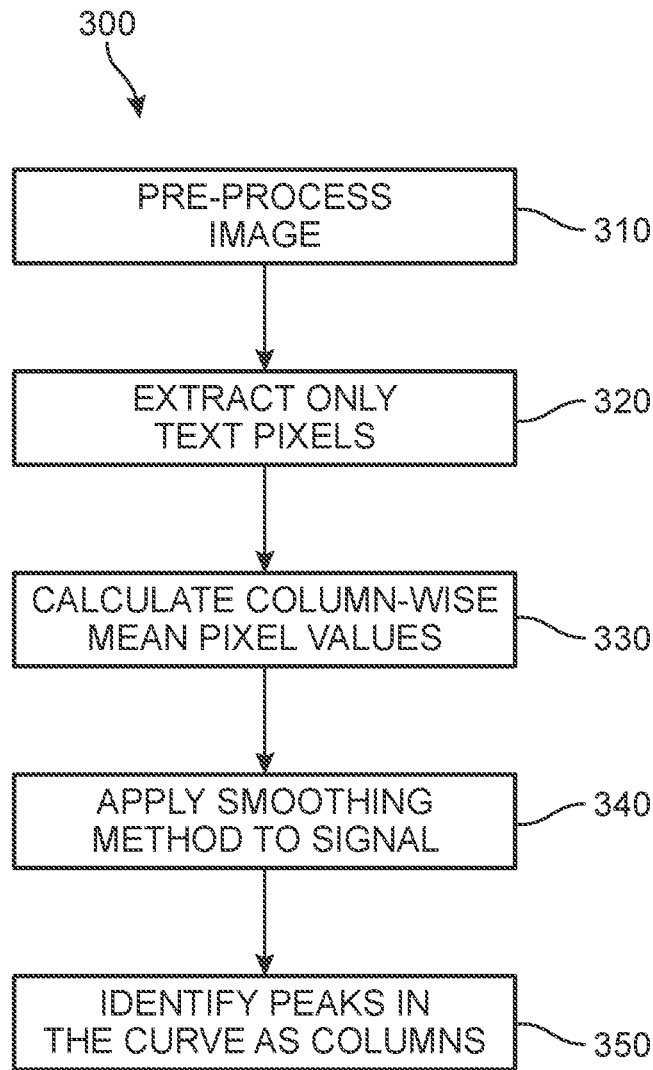 300
PRE-PROCESS
IMAGE
310
EXTRACT ONLY
TEXT PIXELS
320
CALCULATE COLUMN-WISE
MEAN PIXEL VALUES
330
APPLY SMOOTHING
METHOD TO SIGNAL
340
IDENTIFY PEAKS IN
THE CURVE AS COLUMNS
350